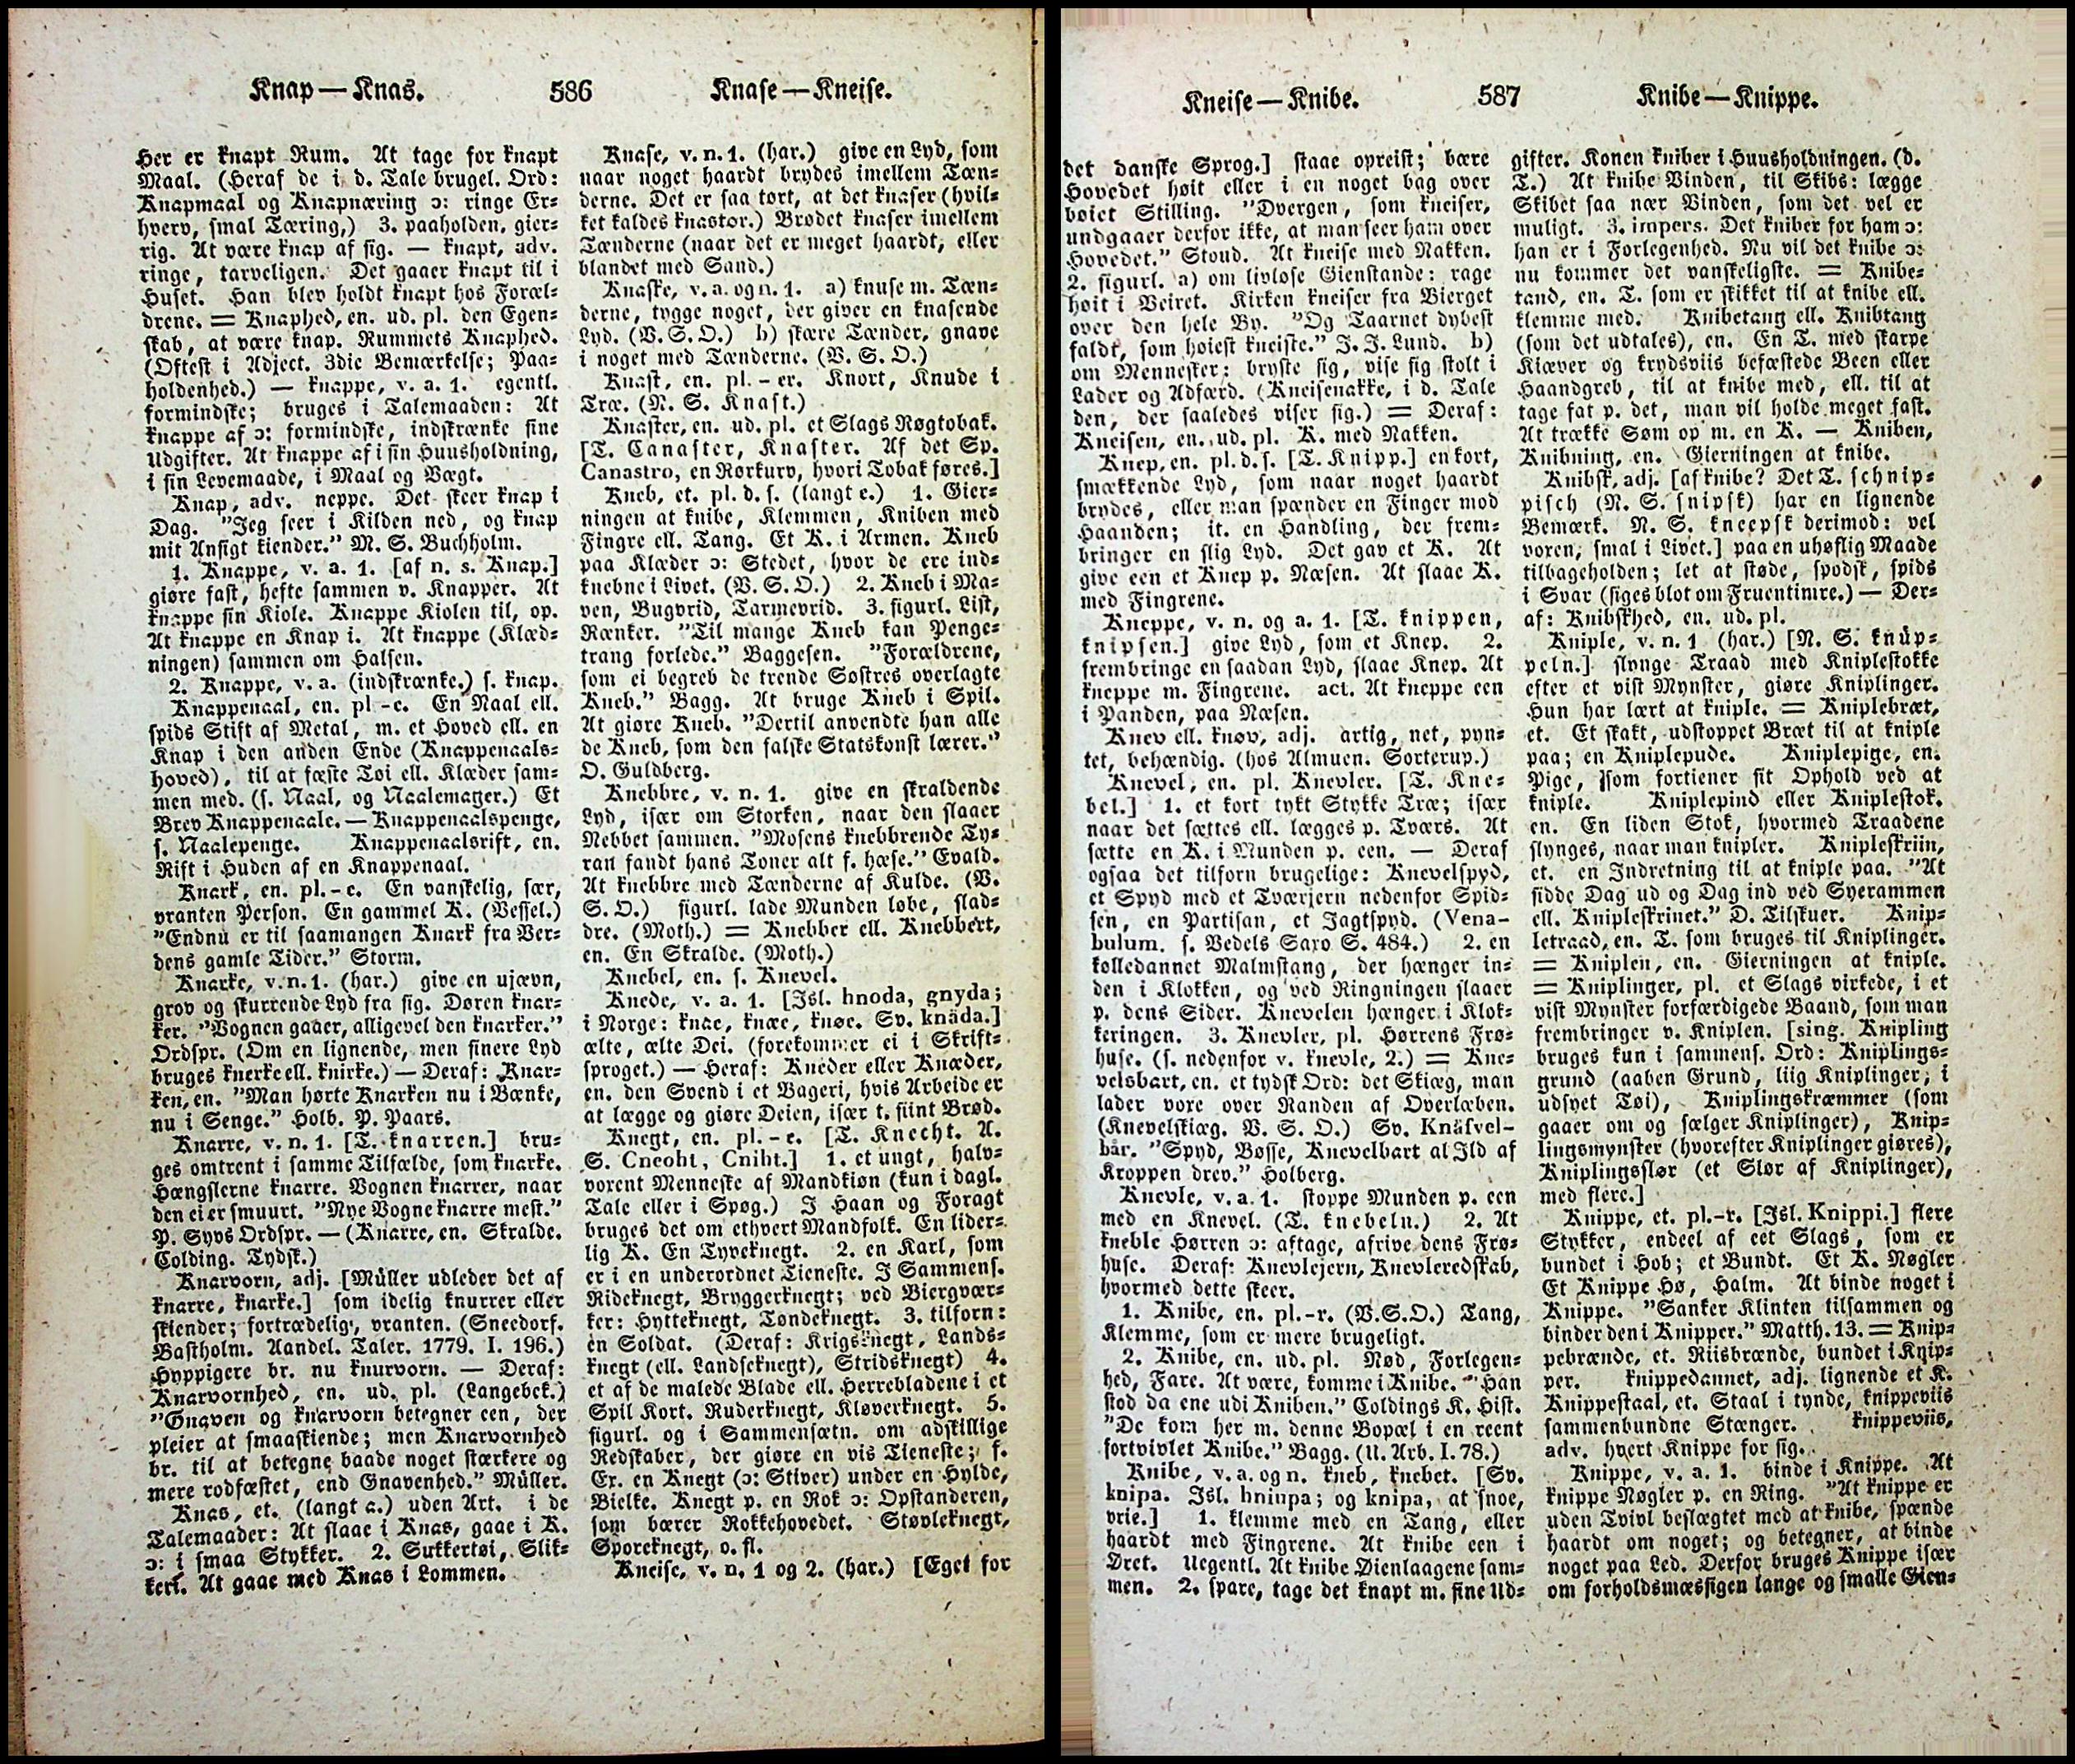 Knap — Knas.
586
Knase — Kneise.
Her er knapt Rum. At tage for knapt
Maal. (Heraf de i d. Tale brugel. Ord:
Knapmaal og Knapnæring ɔ: ringe Er-
hverv, smal Tæring,) 3. paaholden, gier-
rig. At være knap af sig. — knapt, adv.
ringe, tarveligen. Det gaaer knapt til i
Huset. Han blev holdt knapt hos Foræl-
drene. = Knaphed, en. ud. pl. den Egen-
skab, at være knap. Rummets Knaphed.
(Oftest i Adject. 3die Bemærkelse; Paa-
holdenhed.) — knappe, v. a. 1. egentl.
formindske; bruges i Talemaaden: At
knappe af ɔ: formindske, indskrænke sine
Udgifter. At knappe af i sin Huusholdning,
i sin Levemaade, i Maal og Vægt.
Knap, adv. neppe. Det skeer knap i
Dag. "Jeg seer i Kilden ned, og knap
mit Ansigt kiender." M. S. Buchholm.
1. Knappe, v. a. 1. [af n. s. Knap.]
giøre fast, hefte sammen v. Knapper. At
knappe sin Kiole. Knappe Kiolen til, op.
At knappe en Knap i. At knappe (Klæd-
ningen) sammen om Halsen.
2. Knappe, v. a. (indskrænke.) s. knap.
Knappenaal, en. pl -e. En Naal ell.
spids Stift af Metal, m. et Hoved ell. en
Knap i den anden Ende (Knappenaals-
hoved), til at fæste Tøi ell. Klæder sam-
men med. (s. Naal, og Naalemager.) Et
Brev Knappenaale. — Knappenaalspenge,
s. Naalepenge. Knappenaalsrift, en.
Rift i Huden af en Knappenaal.
Knark, en. pl.-e. En vanskelig, sær,
vranten Person. En gammel K. (Vessel.)
"Endnu er til saamangen Knark fra Ver-
dens gamle Tider." Storm.
Knarke, v. n. 1. (har.) give en ujævn,
grov og skurrende Lyd fra sig. Døren knar-
ker. "Vognen gaaer, alligevel den knarker."
Ordspr. (Om en lignende, men finere Lyd
bruges knerke ell. knirke.) — Deraf: Knar-
ken, en. "Man hørte Knarken nu i Bænke,
nu i Senge." Holb. P. Paars.
Knarre, v. n. 1. [T. knarren.] bru-
ges omtrent i samme Tilfælde, som knarke.
Hængslerne knarre. Vognen knarrer, naar
den ei er smuurt. "Nye Vogne knarre mest."
P. Syvs Ordspr. — (Knarre, en. Skralde.
Colding. Tydsk.)
Knarvorn, adj. [Müller udleder det af
knarre, knarke.] som idelig knurrer eller
skiender; fortrædelig, vranten. (Sneedorf.
Bastholm. Aandel. Taler. 1779. I. 196.)
Hyppigere br. nu knurvorn. — Deraf:
Knarvornhed, en. ud. pl. (Langebek.)
"Gnaven og knarvorn betegner een, der
pleier at smaaskiende; men Knarvornhed
br. til at betegne baade noget stærkere og
mere rodfæstet, end Gnavenhed." Müller.
Knas, et. (langt a.) uden Art. i de
Talemaader: At slaae i Knas, gaae i K.
ɔ: i smaa Stykker. 2. Sukkertøi, Slik-
keri. At gaae med Knas i Lommen.
Knase, v. n. 1. (har.) give en Lyd, som
naar noget haardt brydes imellem Tæn-
derne. Det er saa tørt, at det knaser (hvil-
ket kaldes knastør.) Brødet knaser imellem
Tænderne (naar det er meget haardt, eller
blandet med Sand.)
Knaske, v. a. og n. 1. a) knuse m. Tæn-
derne, tygge noget, der giver en knasende
Lyd. (V. S. O.) b) skære Tænder, gnave
i noget med Tænderne. (V. S. O.)
Knast, en. pl. - er. Knort, Knude i
Træ. (N. S. Knast.)
Knaster, en. ud. pl. et Slags Røgtobak.
[T. Canaster, Knaster. Af det Sp.
Canastro, en Rørkurv, hvori Tobak føres.]
Kneb, et. pl. d. s. (langt e.) 1. Gier-
ningen at knibe, Klemmen, Kniben med
Fingre ell. Tang. Et K. i Armen. Kneb
paa Klæder ɔ: Stedet, hvor de ere ind-
knebne i Livet. (V. S. O.) 2. Kneb i Ma-
ven, Bugvrid, Tarmevrid. 3. figurl. List,
Rænker. "Til mange Kneb kan Penge-
trang forlede." Baggesen. "Forældrene,
som ei begreb de trende Søstres overlagte
Kneb." Bagg. At bruge Kneb i Spil.
At giøre Kneb. "Dertil anvendte han alle
de Kneb, som den falske Statskonst lærer."
O. Guldberg.
Knebbre, v. n. 1. give en skraldende
Lyd, især om Storken, naar den slaaer
Nebbet sammen. "Mosens knebbrende Ty-
ran fandt hans Toner alt f. hæse." Evald.
At knebbre med Tænderne af Kulde. (V.
S. O.) figurl. lade Munden løbe, slad-
dre. (Moth.) = Knebber ell. Knebbert,
en. En Skralde. (Moth.)
Knebel, en. s. Knevel.
Knede, v. a. 1. [Isl. hnoda, gnyda;
i Norge: knae, knæe, knøe. Sv. knåda.]
ælte, ælte Dei. (forekommer ei i Skrift-
sproget.) — Heraf: Kneder eller Knæder,
en. den Svend i et Bageri, hvis Arbeide er
at lægge og giøre Deien, især t. fiint Brød.
Knegt, en. pl. - e. [T. Knecht. A.
S. Cneoht, Cniht.] 1. et ungt, halv-
vorent Menneske af Mandkiøn (kun i dagl.
Tale eller i Spøg.) I Haan og Foragt
bruges det om ethvert Mandfolk. En lider-
lig K. En Tyveknegt. 2. en Karl, som
er i en underordnet Tieneste. I Sammens.
Rideknegt, Bryggerknegt; ved Biergvær-
ker: Hytteknegt, Tøndeknegt. 3. tilforn:
en Soldat. (Deraf: Krigsknegt, Lands-
knegt (ell. Landseknegt), Stridsknegt) 4.
et af de malede Blade ell. Herrebladene i et
Spil Kort. Ruderknegt, Kløverknegt. 5.
figurl. og i Sammensætn. om adskillige
Redskaber, der giøre en vis Tieneste; f.
Ex. en Knegt (ɔ: Stiver) under en Hylde,
Bielke. Knegt p. en Rok ɔ: Opstanderen,
som bærer Rokkehovedet. Støvleknegt,
Sporeknegt, o. fl.
Kneise, v. n. 1 og 2. (har.) [Eget for
Kneise — Knibe.
587
Knibe — Knippe.
det danske Sprog.] staae opreist; bære
Hovedet høit eller i en noget bag over
bøiet Stilling. "Dvergen, som kneiser,
undgaaer derfor ikke, at man seer ham over
Hovedet." Stoud. At kneise med Nakken.
2. figurl. a) om livløse Gienstande: rage
høit i Veiret. Kirken kneiser fra Bierget
over den hele By. "Og Taarnet dybest
faldt, som høiest kneiste." J. J. Lund. b)
om Mennesker: bryste sig, vise sig stolt i
Lader og Adfærd. (Kneisenakke, i d. Tale
den, der saaledes viser sig.) = Deraf:
Kneisen, en. ud. pl. K. med Nakken.
Knep, en. pl. d. s. [T. Knipp.] en kort,
smækkende Lyd, som naar noget haardt
brydes, eller man spænder en Finger mod
Haanden; it. en Handling, der frem-
bringer en slig Lyd. Det gav et K. At
give een et Knep p. Næsen. At slaae K.
med Fingrene.
Kneppe, v. n. og a. 1. [T. knippen,
knipsen.] give Lyd, som et Knep. 2.
frembringe en saadan Lyd, slaae Knep. At
kneppe m. Fingrene. act. At kneppe een
i Panden, paa Næsen.
Knev ell. knøv, adj. artig, net, pyn-
tet, behændig. (hos Almuen. Sorterup.)
Knevel, en. pl. Knevler. [T. Kne-
bel.] 1. et kort tykt Stykke Træ; især
naar det sættes ell. lægges p. Tværs. At
sætte en K. i Munden p. een. — Deraf
ogsaa det tilforn brugelige: Knevelspyd,
et Spyd med et Tværjern nedenfor Spid-
sen, en Partisan, et Jagtspyd. (Vena-
bulum. s. Vedels Saxo S. 484.) 2. en
kolledannet Malmstang, der hænger in-
den i Klokken, og ved Ringningen slaaer
p. dens Sider. Knevelen hænger i Klok-
keringen. 3. Knevler, pl. Hørrens Frø-
huse. (s. nedenfor v. knevle, 2.) = Kne-
velsbart, en. et tydsk Ord: det Skiæg, man
lader vore over Randen af Overlæben.
(Knevelskiæg. V. S. O.) Sv. Knäfvel-
bår. "Spyd, Bøsse, Knevelbart al Ild af
Kroppen drev." Holberg.
Knevle, v. a. 1. stoppe Munden p. een
med en Knevel. (T. knebeln.) 2. At
kneble Hørren ɔ: aftage, afrive dens Frø-
huse. Deraf: Knevlejern, Knevleredskab,
hvormed dette skeer.
1. Knibe, en. pl.-r. (V.S.O.) Tang,
Klemme, som er mere brugeligt.
2. Knibe, en. ud. pl. Nød, Forlegen-
hed, Fare. At være, komme i Knibe. "Han
stod da ene udi Kniben." Coldings K. Hist.
"De kom her m. denne Bopæl i en reent
fortvivlet Knibe." Bagg. (U. Arb. I. 78.)
Knibe, v. a. og n. kneb, knebet. [Sv.
knipa. Isl. hniupa; og knipa, at snoe,
vrie.] 1. klemme med en Tang, eller
haardt med Fingrene. At knibe een i
Øret. Uegentl. At knibe Øienlaagene sam-
men. 2. spare, tage det knapt m. sine Ud-
gifter. Konen kniber i Huusholdningen. (d.
T.) At knibe Vinden, til Skibs: lægge
Skibet saa nær Vinden, som det vel er
muligt. 3. impers. Det kniber for ham ɔ:
han er i Forlegenhed. Nu vil det knibe ɔ:
nu kommer det vanskeligste. = Knibe-
tand, en. T. som er skikket til at knibe ell.
klemme med. Knibetang ell. Knibtang
(som det udtales), en. En T. med skarpe
Kiæver og krydsviis befæstede Been eller
Haandgreb, til at knibe med, ell. til at
tage fat p. det, man vil holde meget fast.
At trække Søm op m. en K. — Kniben,
Knibning, en. Gierningen at knibe.
Knibsk, adj. [af knibe? Det T. schnip-
pisch (N. S. snipsk) har en lignende
Bemærk. N. S. kneepsk derimod: vel
voxen, smal i Livet.] paa en uhøflig Maade
tilbageholden; let at støde, spodsk, spids
i Svar (siges blot om Fruentimre.) — Der-
af: Knibskhed, en. ud. pl.
Kniple, v. n. 1 (har.) [N. S. knüp-
peln.] slynge Traad med Kniplestokke
efter et vist Mynster, giøre Kniplinger.
Hun har lært at kniple. = Kniplebræt,
et. Et skakt, udstoppet Bræt til at kniple
paa; en Kniplepude. Kniplepige, en.
Pige, som fortiener sit Ophold ved at
kniple. Kniplepind eller Kniplestok,
en. En liden Stok, hvormed Traadene
slynges, naar man knipler. Knipleskriin,
et. en Indretning til at kniple paa. "At
sidde Dag ud og Dag ind ved Syerammen
ell. Knipleskrinet." D. Tilskuer. Knip-
letraad, en. T. som bruges til Kniplinger.
= Kniplen, en. Gierningen at kniple.
= Kniplinger, pl. et Slags virkede, i et
vist Mynster forfærdigede Baand, som man
frembringer v. Kniplen. [sing. Knipling
bruges kun i sammens. Ord: Kniplings-
grund (aaben Grund, liig Kniplinger, i
udsyet Tøi), Kniplingskræmmer (som
gaaer om og sælger Kniplinger), Knip-
lingsmynster (hvorefter Kniplinger giøres),
Kniplingsslør (et Slør af Kniplinger),
med flere.]
Knippe, et. pl.-r. [Isl. Knippi.] flere
Stykker, endeel af eet Slags, som er
bundet i Hob; et Bundt. Et K. Nøgler
Et Knippe Hø, Halm. At binde noget i
Knippe. "Sanker Klinten tilsammen og
binder den i Knipper." Matth. 13. = Knip-
pebrænde, et. Riisbrænde, bundet i Knip-
per. knippedannet, adj. lignende et K.
Knippestaal, et. Staal i tynde, knippeviis
sammenbundne Stænger. knippeviis,
adv. hvert Knippe for sig.
Knippe, v. a. 1. binde i Knippe. At
knippe Nøgler p. en Ring. "At knippe er
uden Tvivl beslægtet med at knibe, spænde
haardt om noget; og betegner, at binde
noget paa Led. Derfor bruges Knippe især
om forholdsmæssigen lange og smalle Gien-